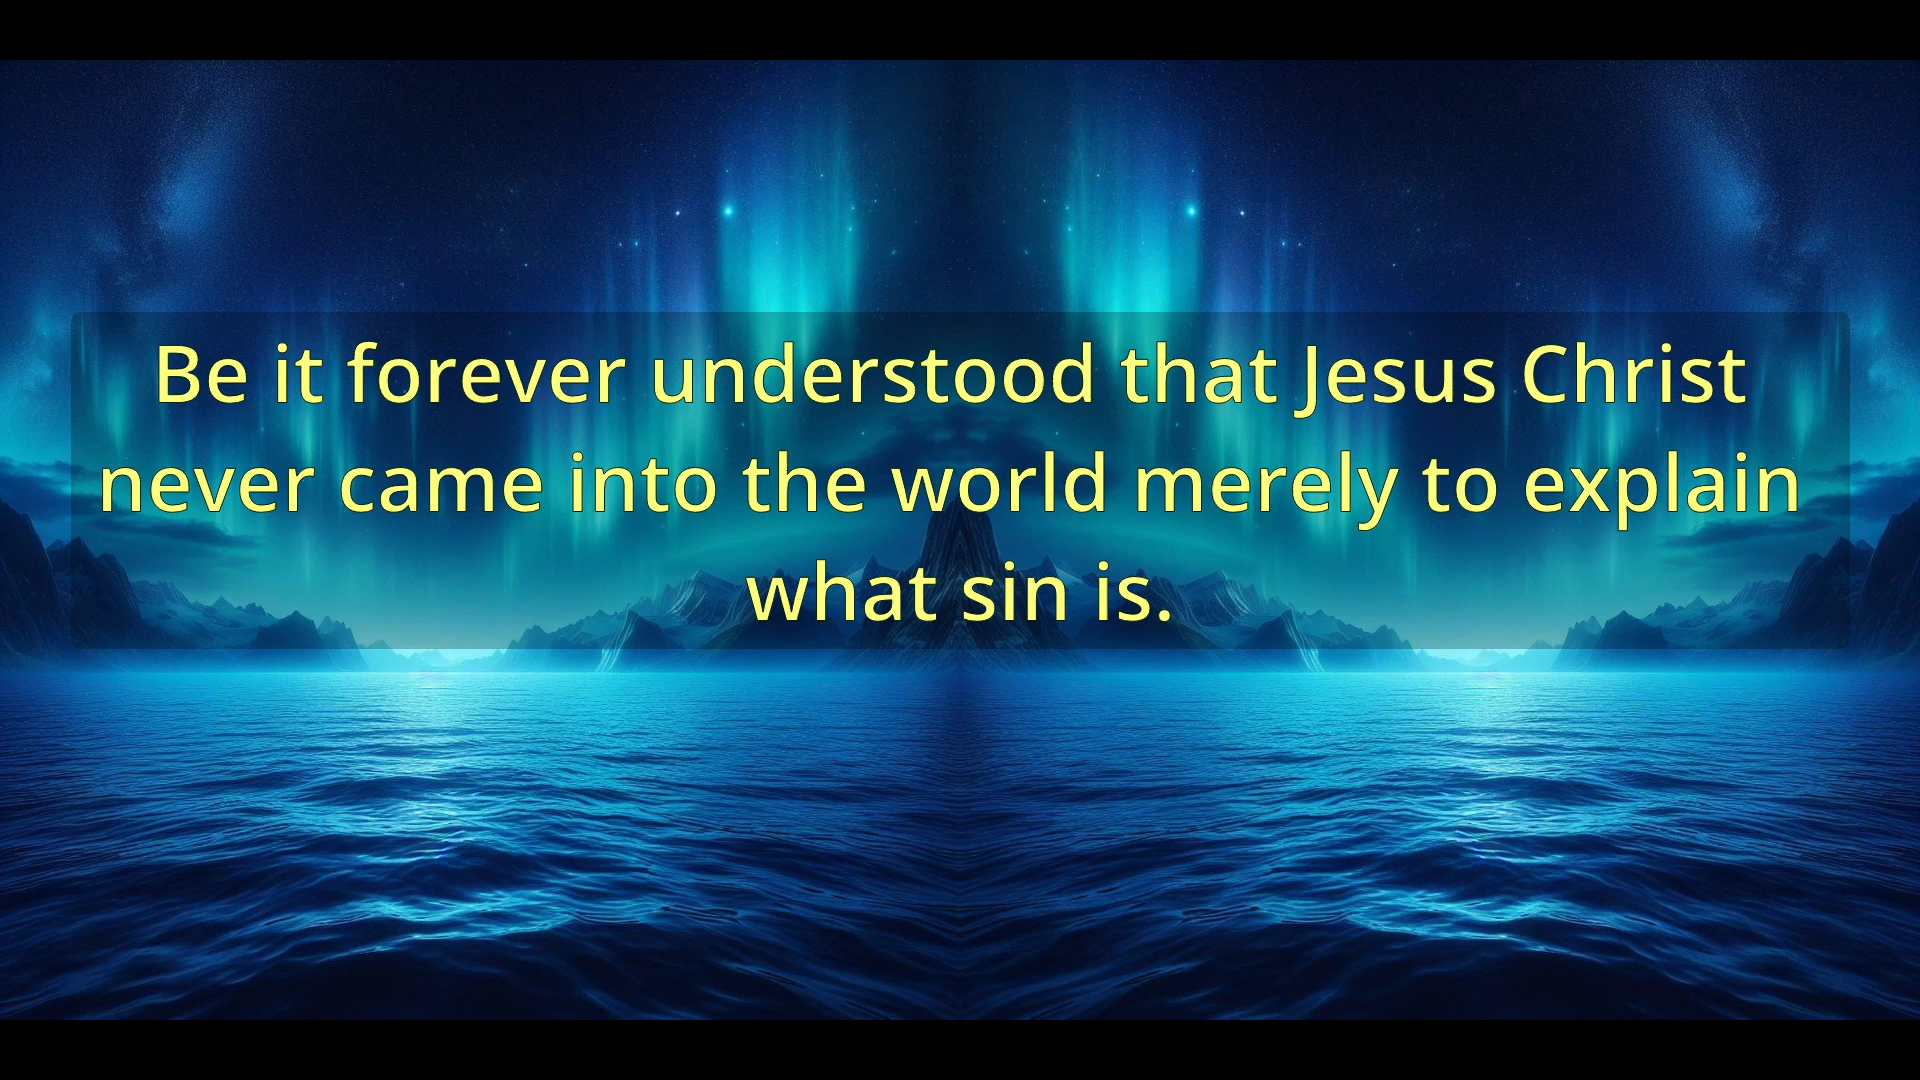 Be it forever understood that Jesus Christ
never came into the world merely to explain
what sin is.